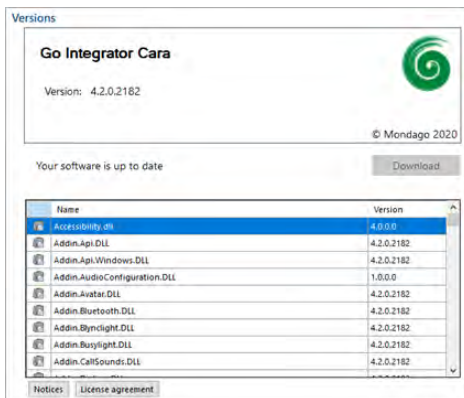 Versions
Go Integrator Cara
Version: 4.2.0.2182
© Mondago 2020
Your software is up to date
Download
Name Version
Accessibility.dll 4.0.0.0
Addin.Api.DLL 4.2.0.2182
Addin.Api.Windows.DLL 4.2.0.2182
Addin.AudioConfiguration.DLL 1.0.0.0
Addin.Avatar.DLL 4.2.0.2182
Addin.Bluetooth.DLL 4.2.0.2182
Addin.Blynclight.DLL 4.2.0.2182
Addin.Busylight.DLL 4.2.0.2182
Addin.CallSounds.DLL 4.2.0.2182
Notices License agreement